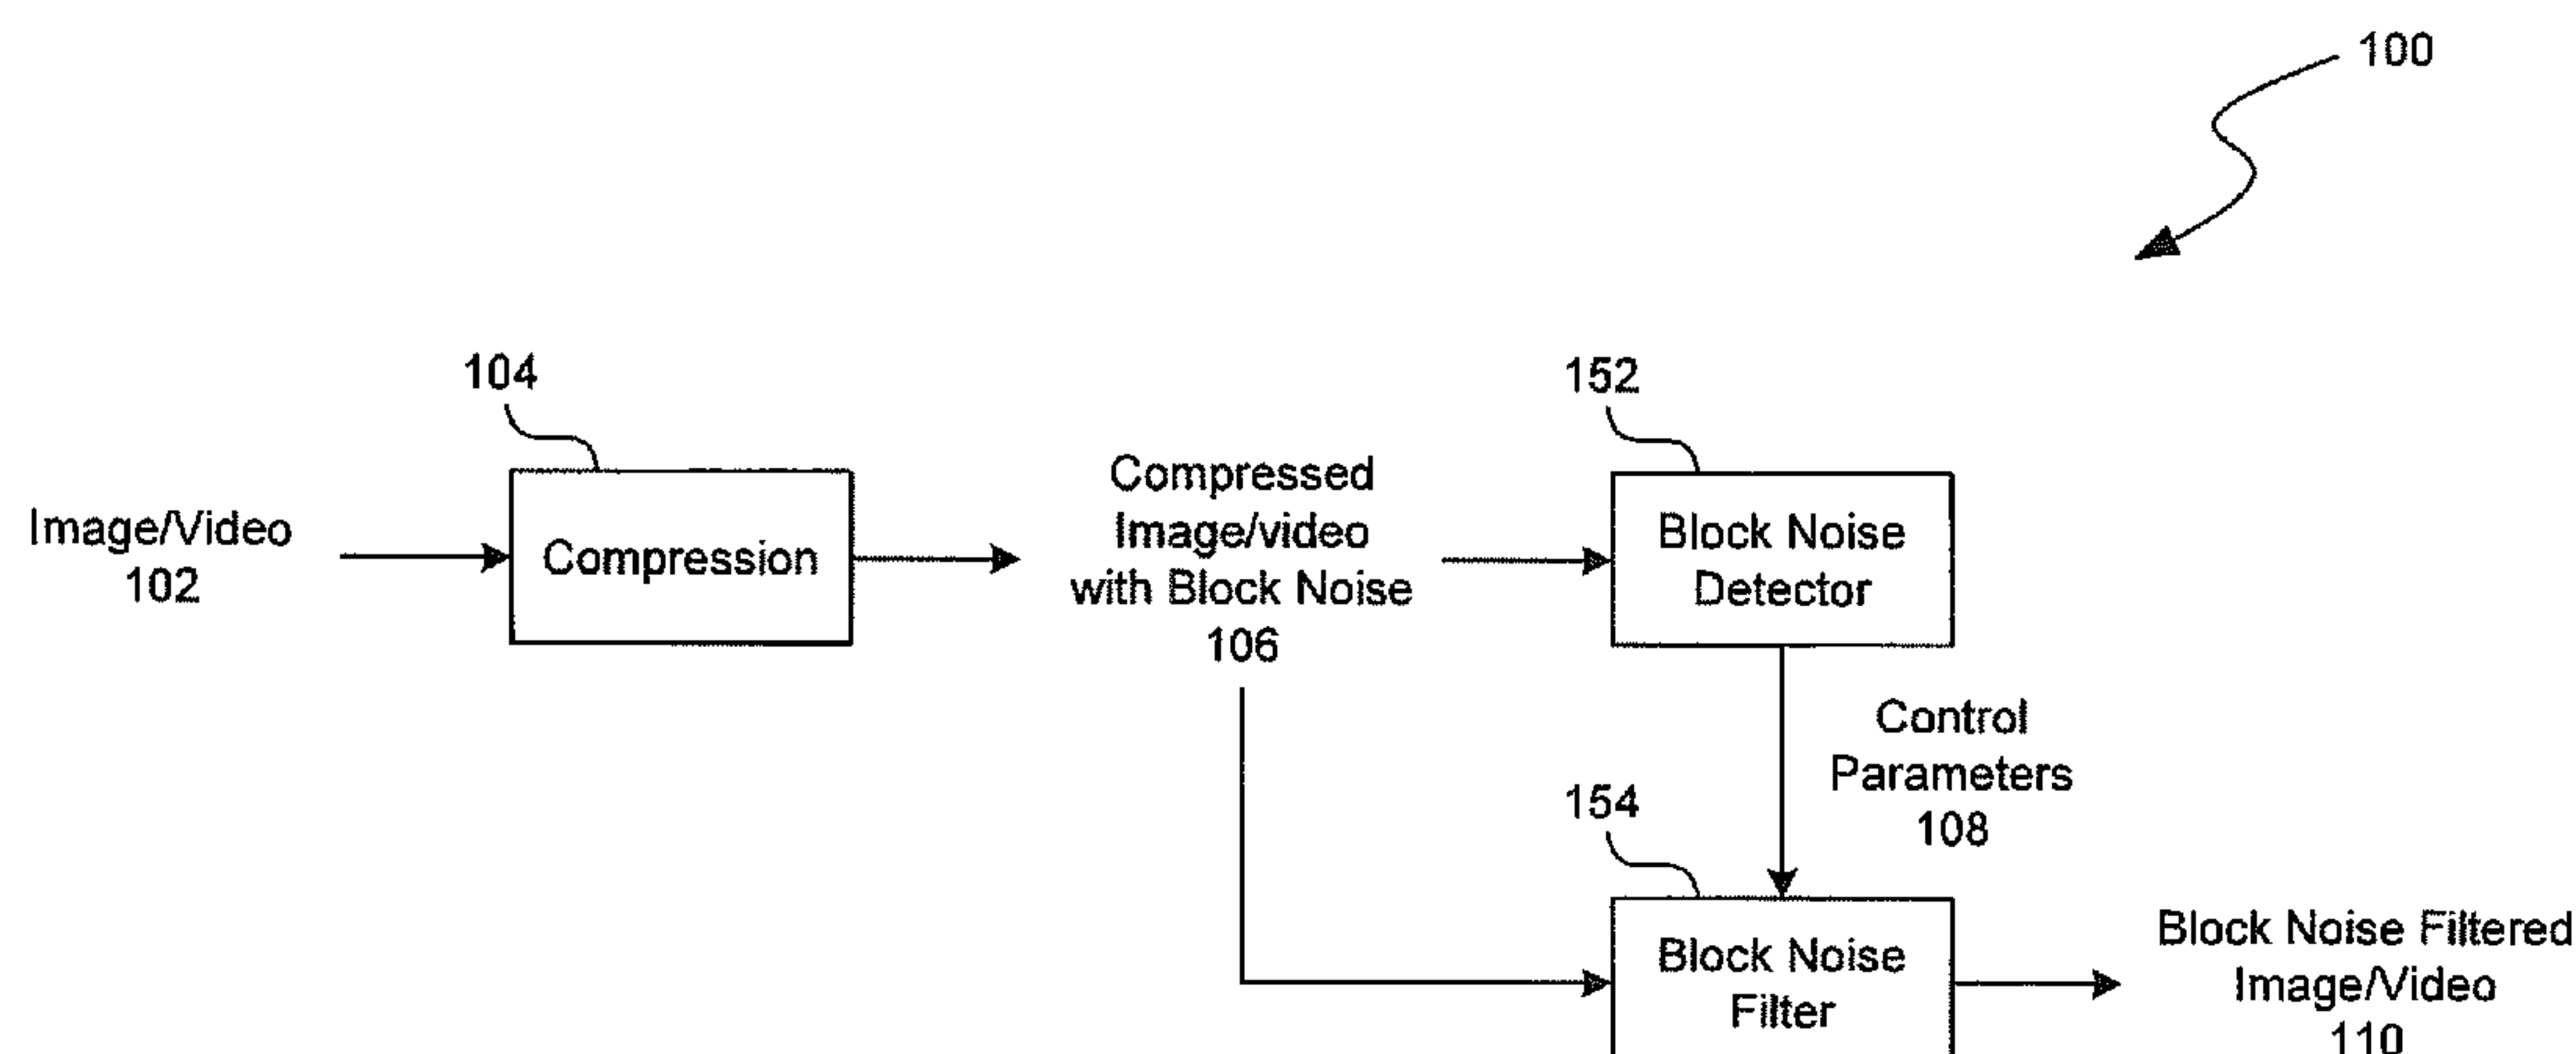 100
104
152
Image/Video
102
Compression
Compressed
Image/video
with Block Noise
106
Block Noise
Detector
Control
Parameters
108
154
Block Noise
Filter
Block Noise Filtered
Image/Video
110